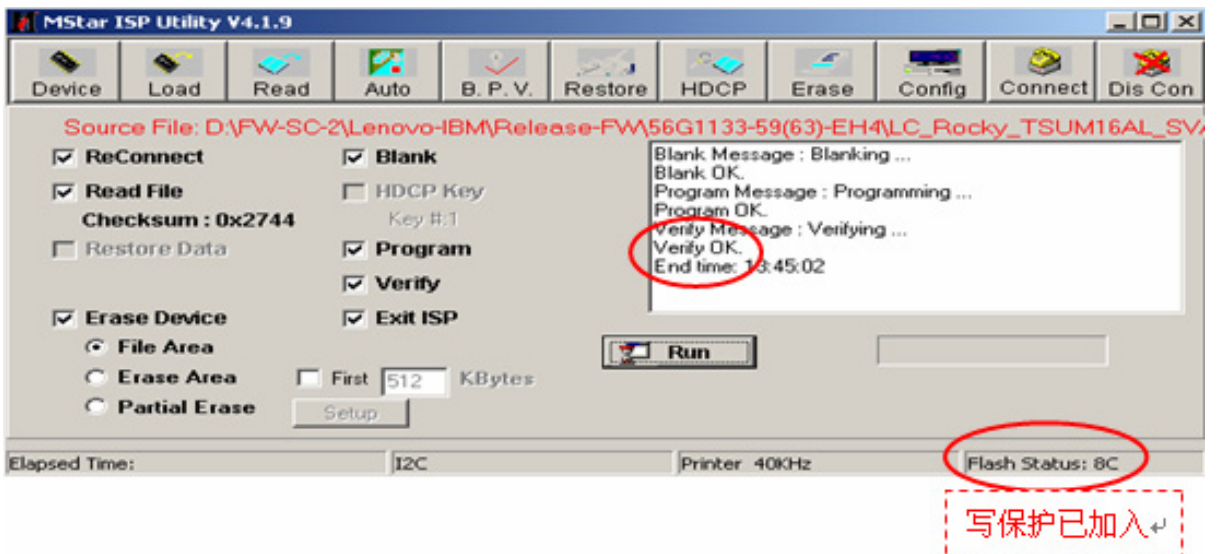 MStar ISP Utility V4.1.9
Device Load Read Auto B. P. V. Restore HDCP Erase Config Connect Dis Con
Source File: D:\FW-SC-2\Lenovo-IBM\Release-FW\56G1133-59(63)-EH4\LC_Rocky_TSUM16AL_SVA
ReConnect
Blank
Read File
HDCP Key
Checksum : 0x2744
Key #:1
Restore Data
Program
Verify
Erase Device
Exit ISP
File Area
Erase Area
First 512 KBytes
Partial Erase
Setup
Blank Message : Blanking ...
Blank OK.
Program Message : Programming ...
Program OK.
Verify Message : Verifying ...
Verify OK.
End time: 13:45:02
Run
Elapsed Time: I2C Printer 40KHz Flash Status: 8C
写保护已加入↵